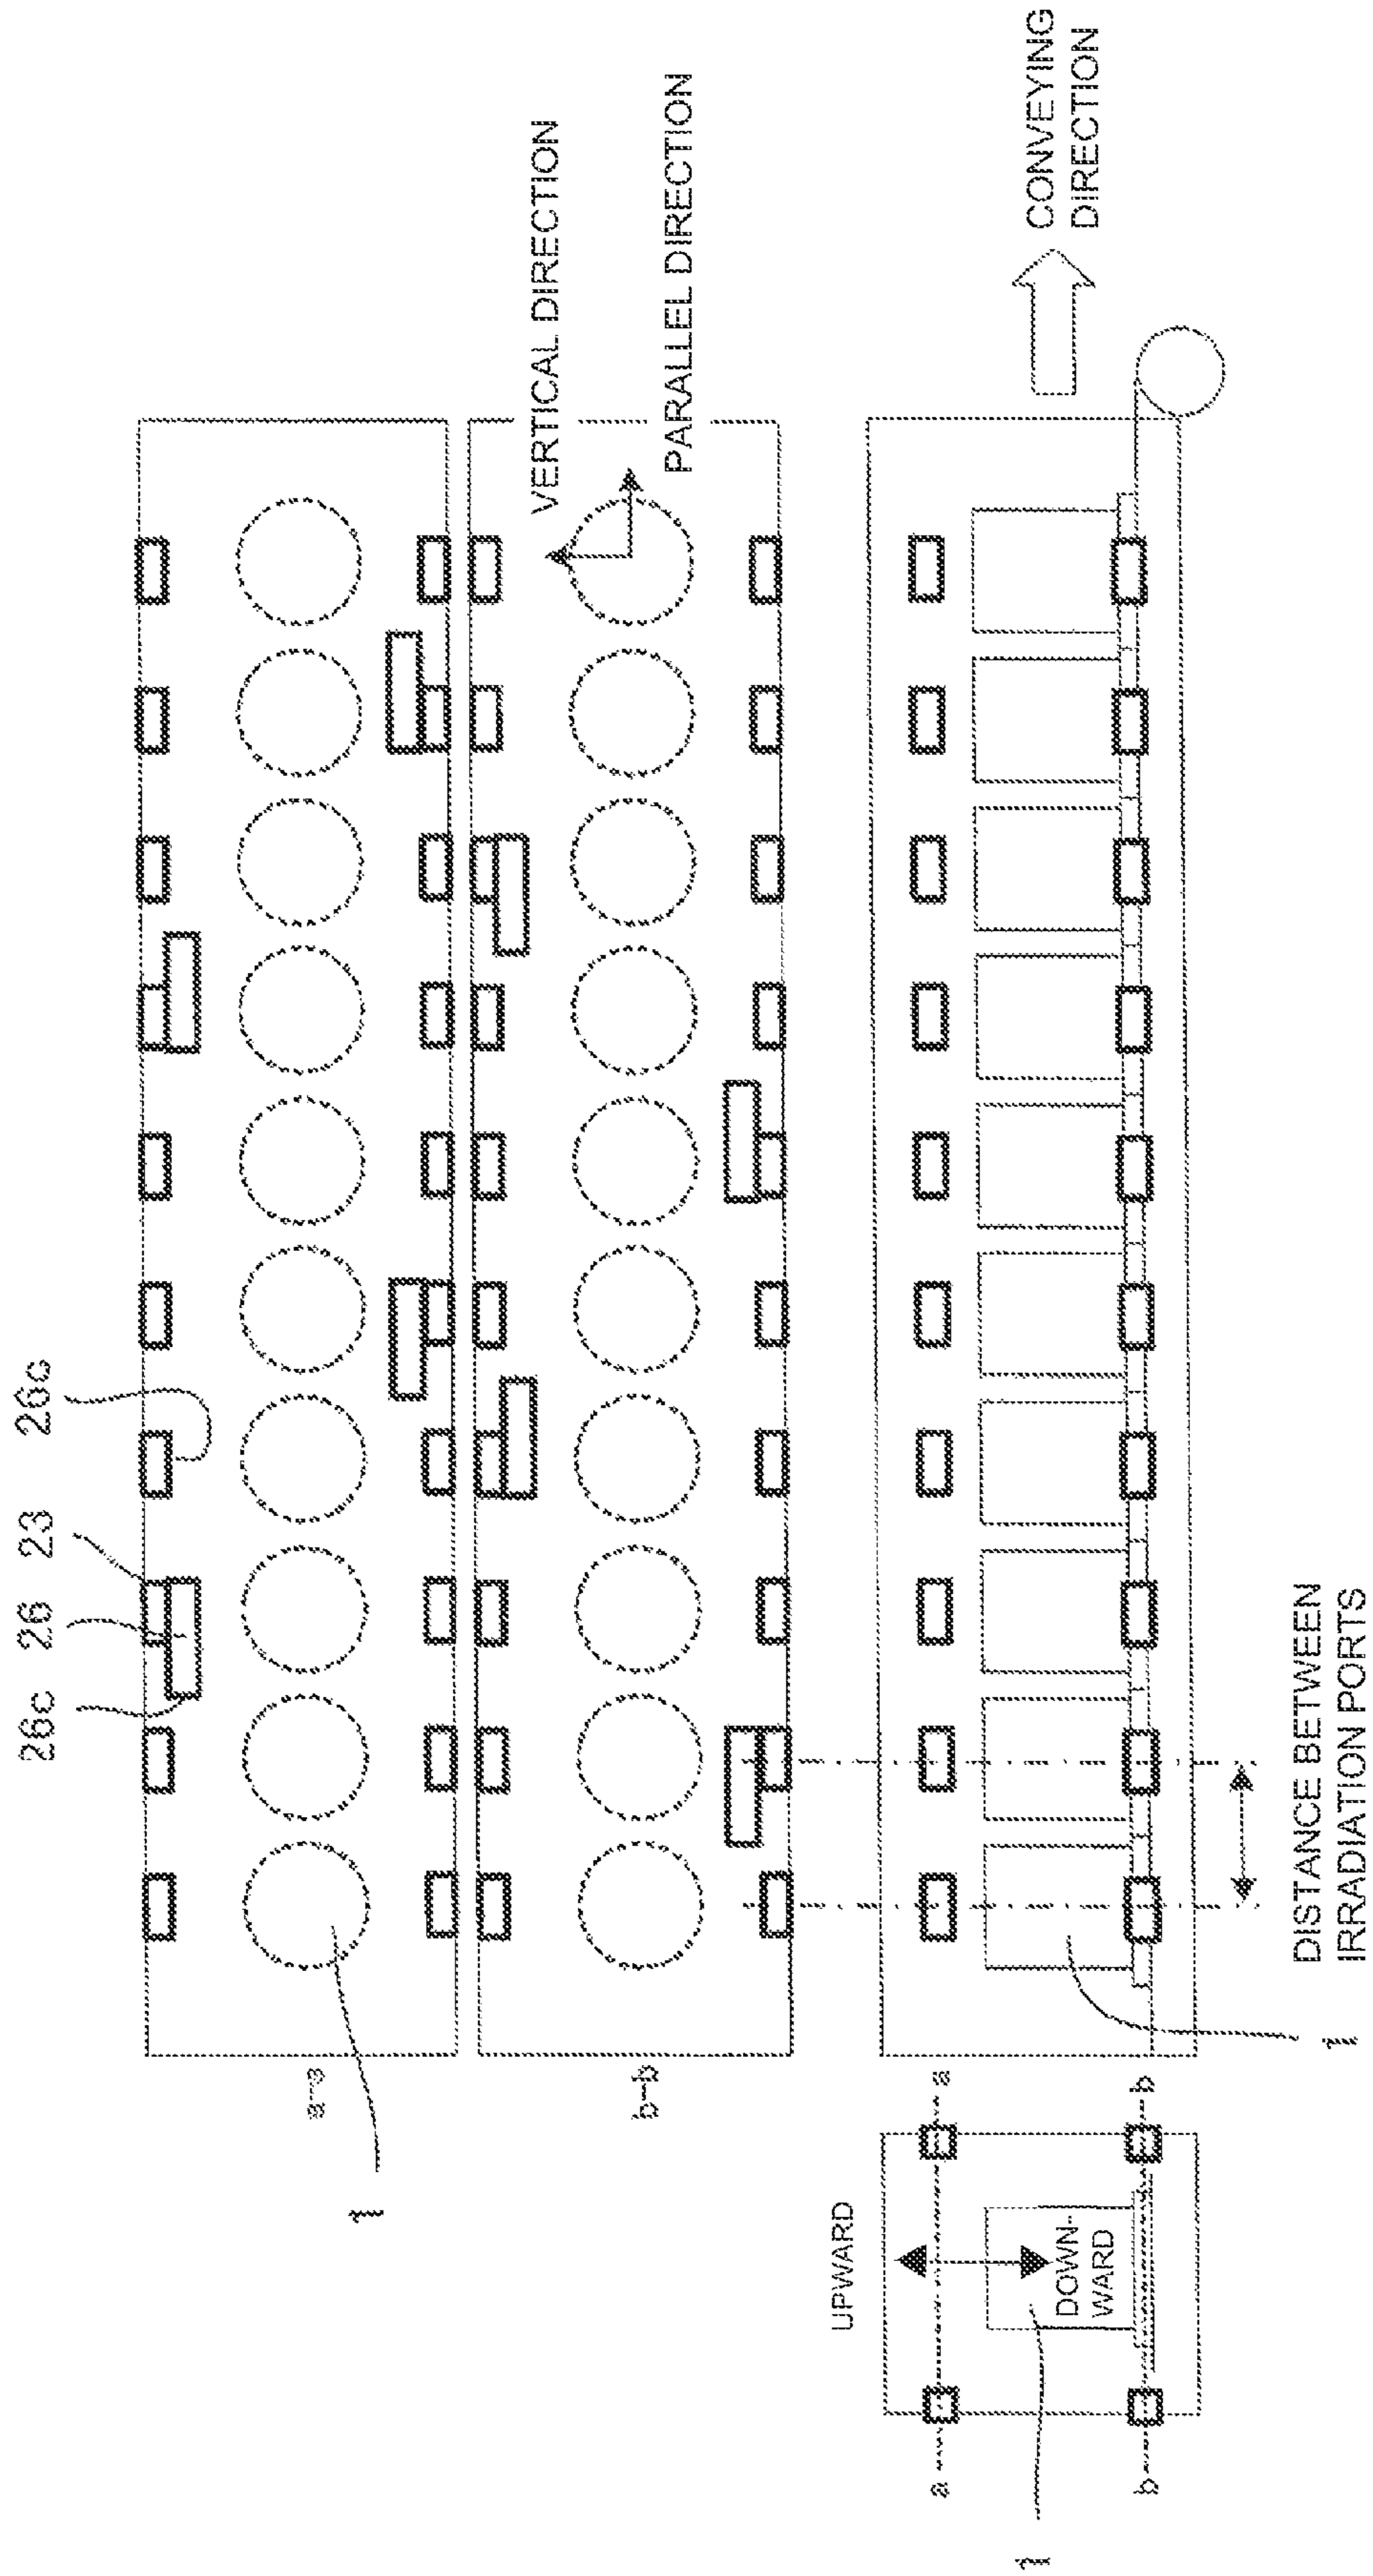 26c 26 23 26c
a-a
1
VERTICAL DIRECTION
PARALLEL DIRECTION
b-b
CONVEYING
DIRECTION
UPWARD
a
a
DOWN-
WARD
b
b
1
1
DISTANCE BETWEEN
IRRADIATION PORTS